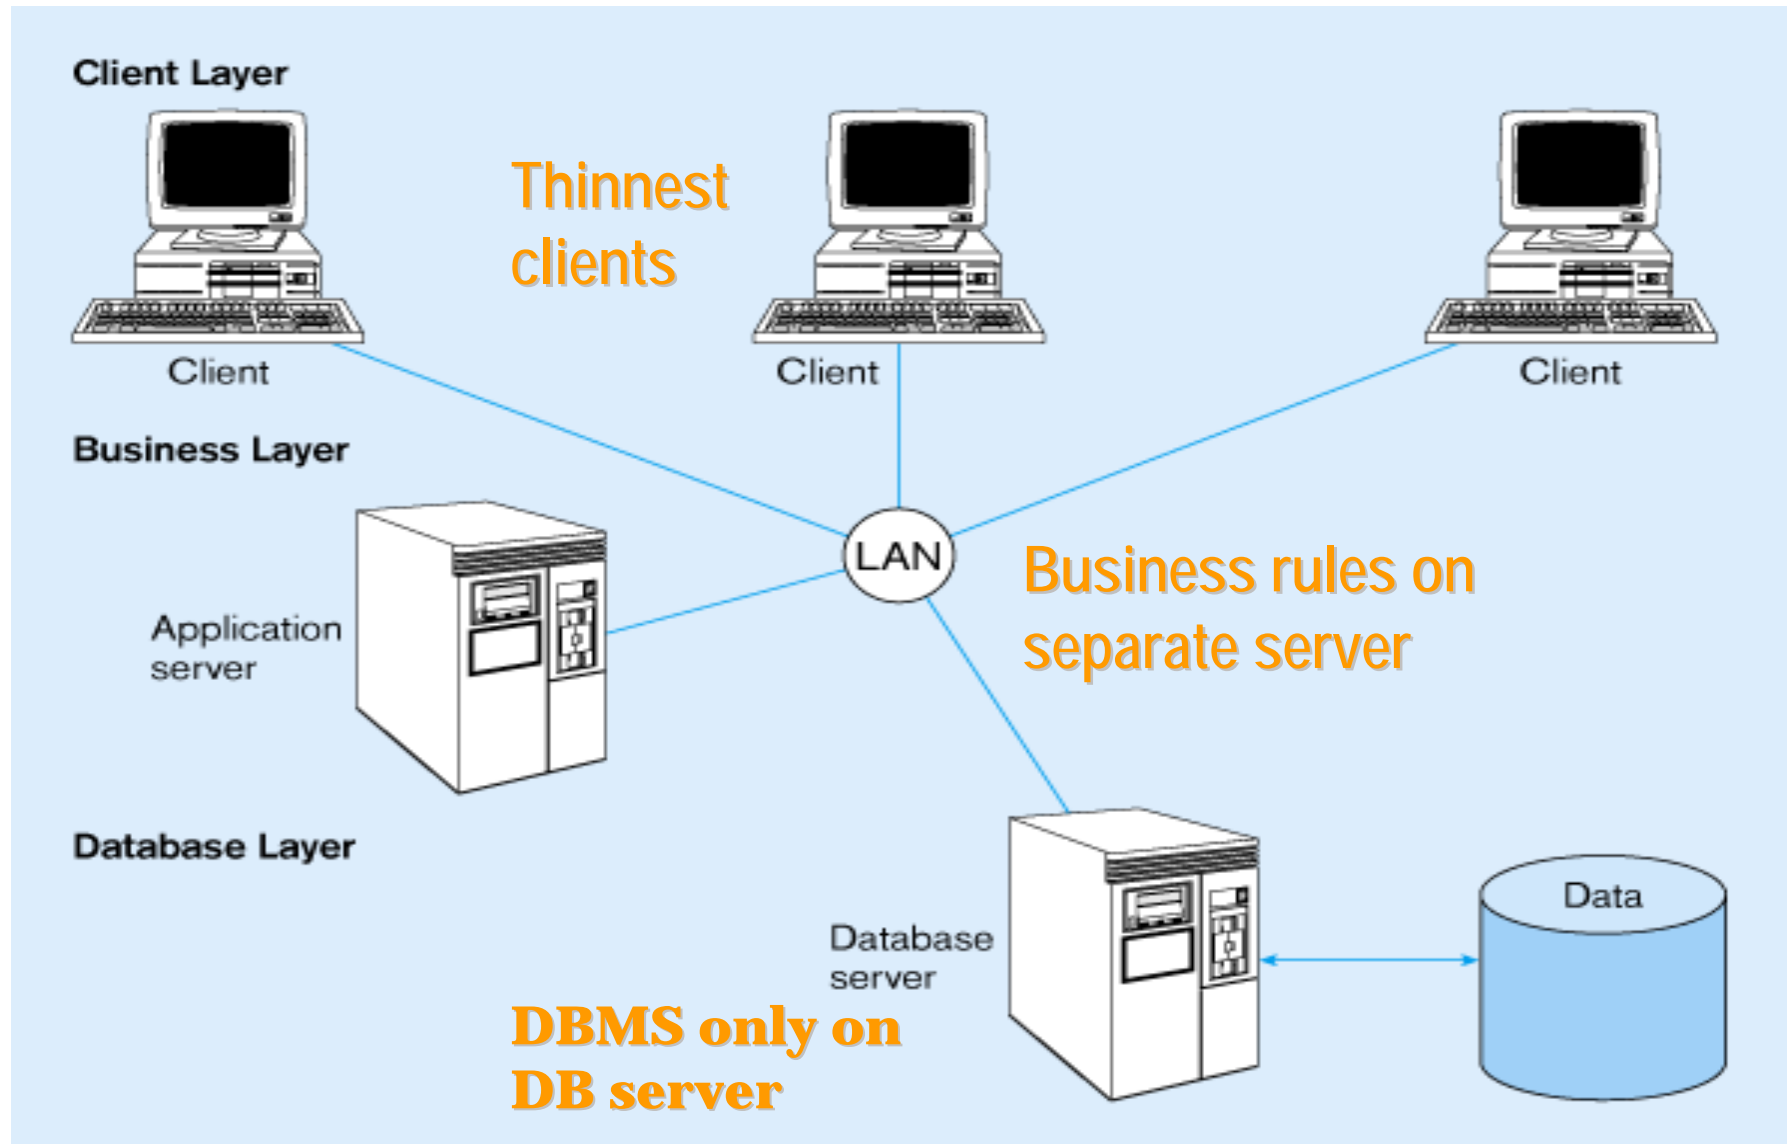 Client Layer
Thinnest
clients
Client
Client
Client
Business Layer
LAN
Application
server
Business rules on
separate server
Database Layer
Data
Database
server
DBMS only on
DB server